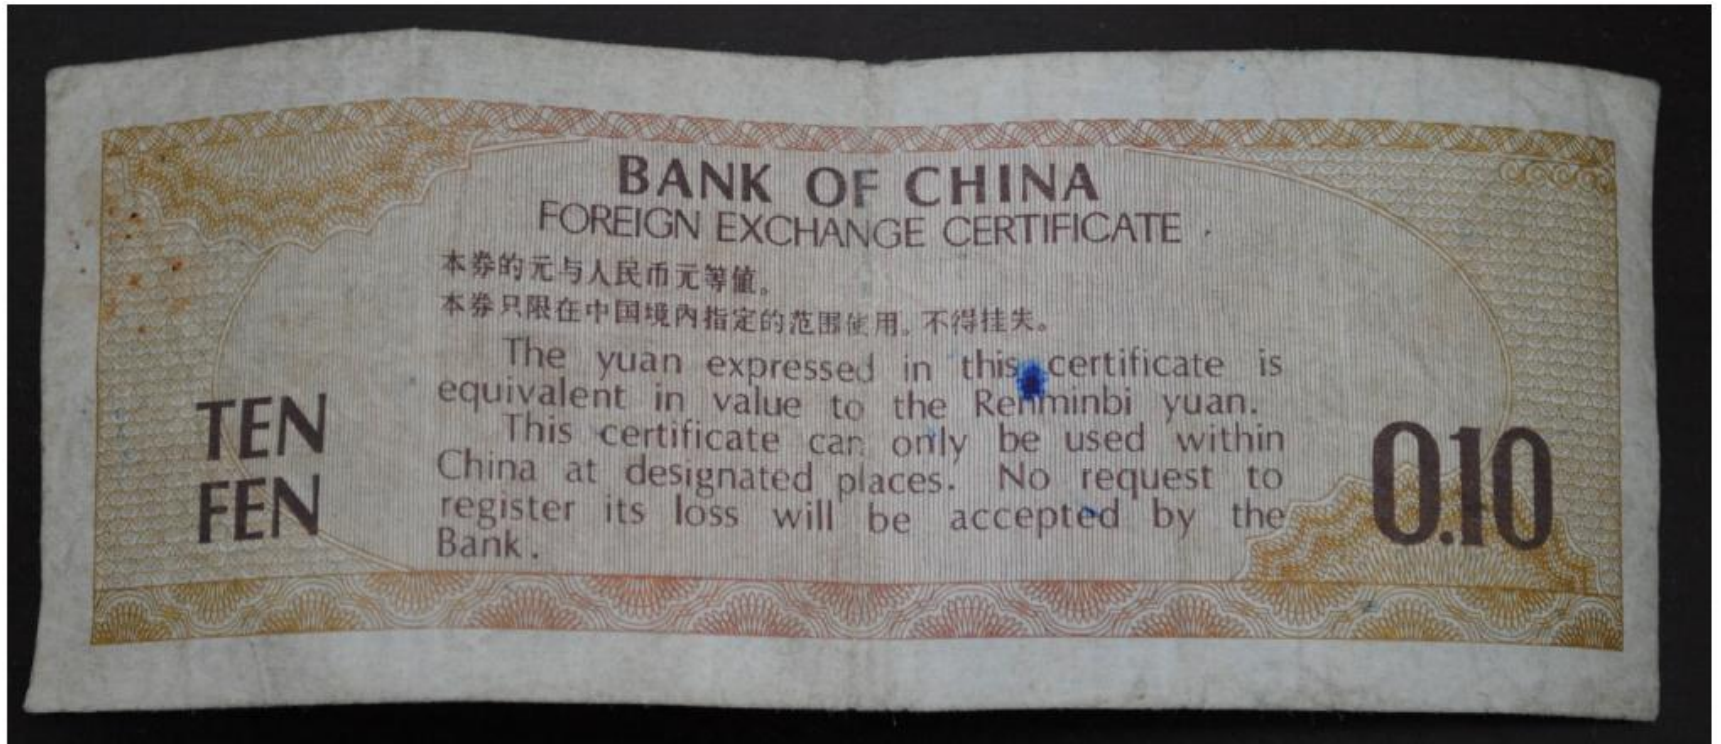 BANK OF CHINA
FOREIGN EXCHANGE CERTIFICATE
本券的元与人民币元等值。
本券只限在中国境内指定的范围使用。不得挂失。
The yuan expressed in this certificate is
equivalent in value to the Renminbi yuan.
This certificate can only be used within
China at designated places. No request to
register its loss will be accepted by the
Bank.
TEN
FEN
0.10